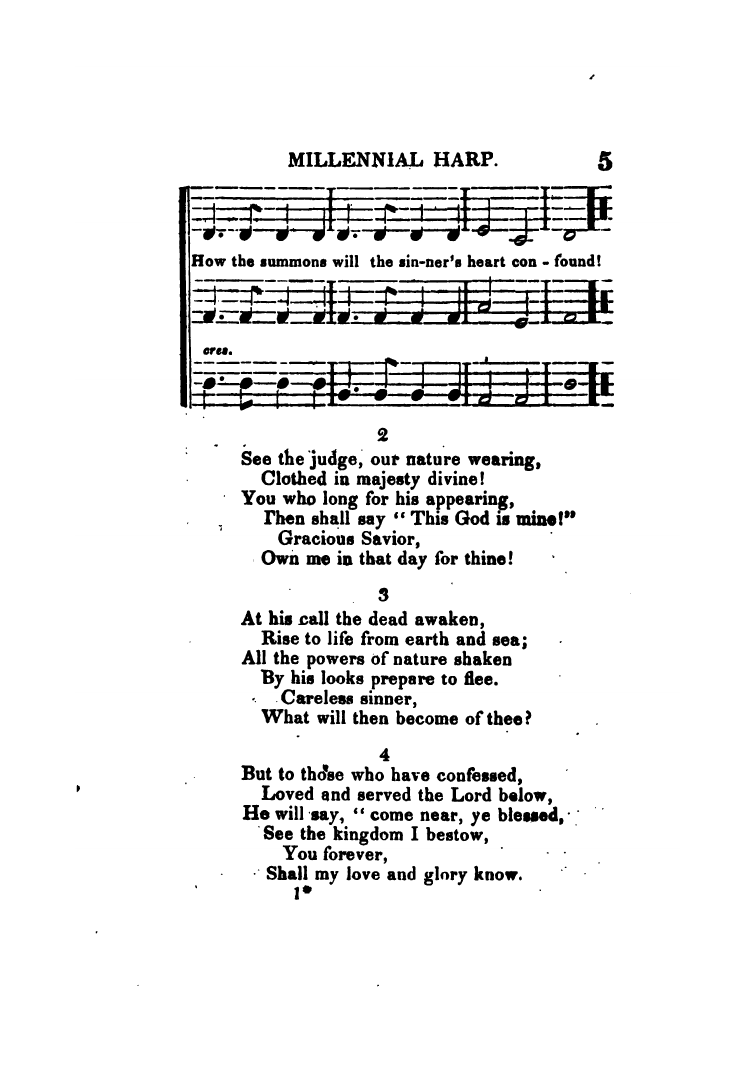 MILLENNIAL HARP. 5
How the summons will the sin-ner's heart con - found!
cres.
2
See the judge, our nature wearing,
Clothed in majesty divine!
You who long for his appearing,
Then shall say “ This God is mine!”
Gracious Savior,
Own me in that day for thine!
3
At his call the dead awaken,
Rise to life from earth and sea;
All the powers of nature shaken
By his looks prepare to flee.
Careless sinner,
What will then become of thee?
4
But to those who have confessed,
Loved and served the Lord below,
He will say, “ come near, ye blessed,
See the kingdom I bestow,
You forever,
Shall my love and glory know.
1*